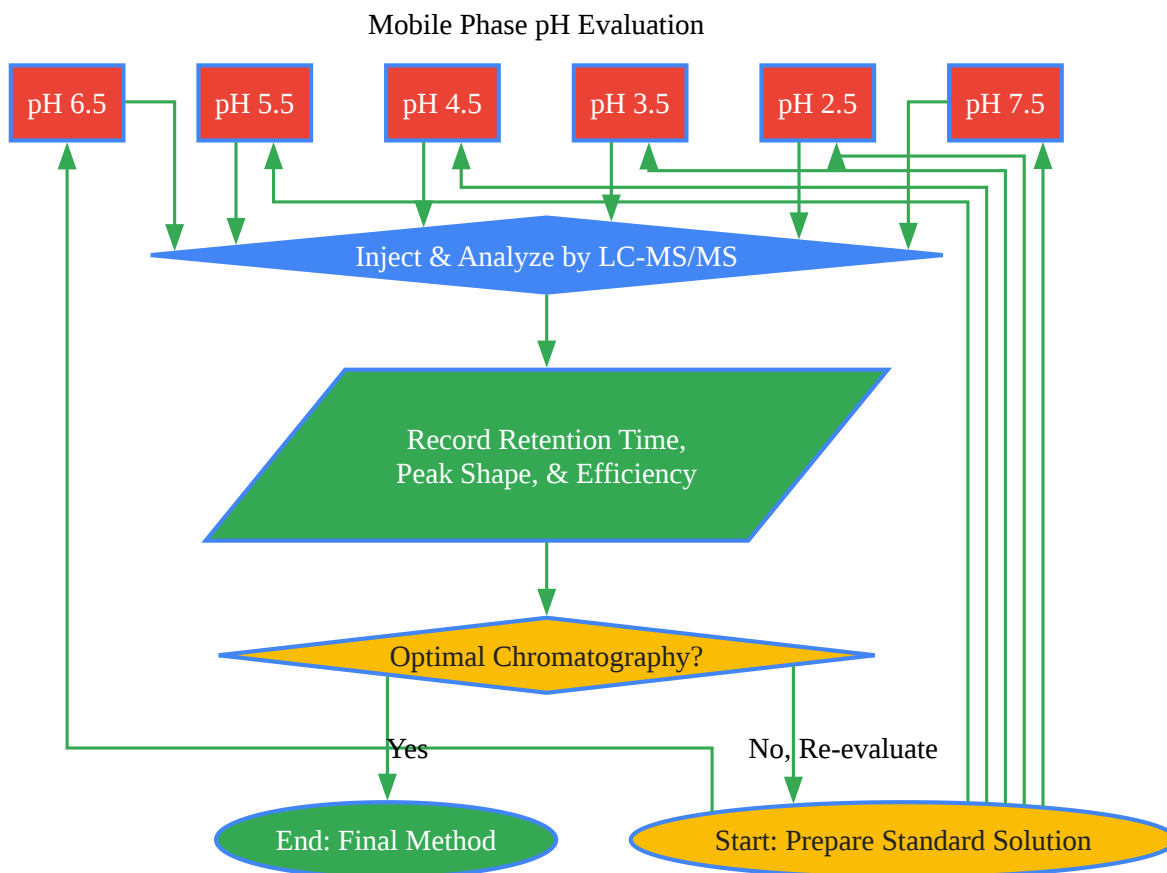 Mobile Phase pH Evaluation
pH 6.5
pH 5.5
pH 4.5
pH 3.5
pH 2.5
pH 7.5
Inject & Analyze by LC-MS/MS
Record Retention Time,
Peak Shape, & Efficiency
Optimal Chromatography?
Yes
No, Re-evaluate
End: Final Method
Start: Prepare Standard Solution